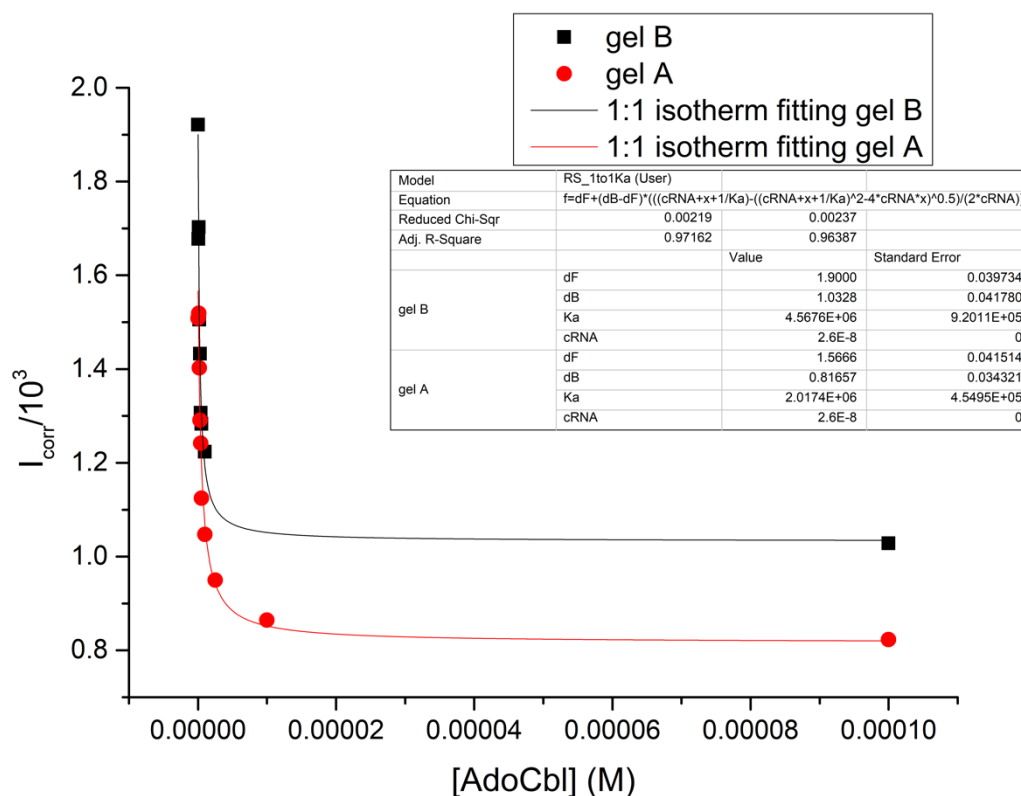 gel B
gel A
1:1 isotherm fitting gel B
1:1 isotherm fitting gel A
Model RS_1to1Ka (User)
Equation f=dF+(dB-dF)*(((cRNA+x+1/Ka)-((cRNA+x+1/Ka)^2-4*cRNA*x)^0.5)/(2*cRNA))
Reduced Chi-Sqr 0.00219 0.00237
Adj. R-Square 0.97162 0.96387
Value Standard Error
gel B
dF 1.9000 0.039734
dB 1.0328 0.041780
Ka 4.5676E+06 9.2011E+05
cRNA 2.6E-8 0
gel A
dF 1.5666 0.041514
dB 0.81657 0.034321
Ka 2.0174E+06 4.5495E+05
cRNA 2.6E-8 0
2.0
1.8
1.6
1.4
1.2
1.0
0.8
I_corr/10^3
0.00000 0.00002 0.00004 0.00006 0.00008 0.00010
[AdoCbl] (M)